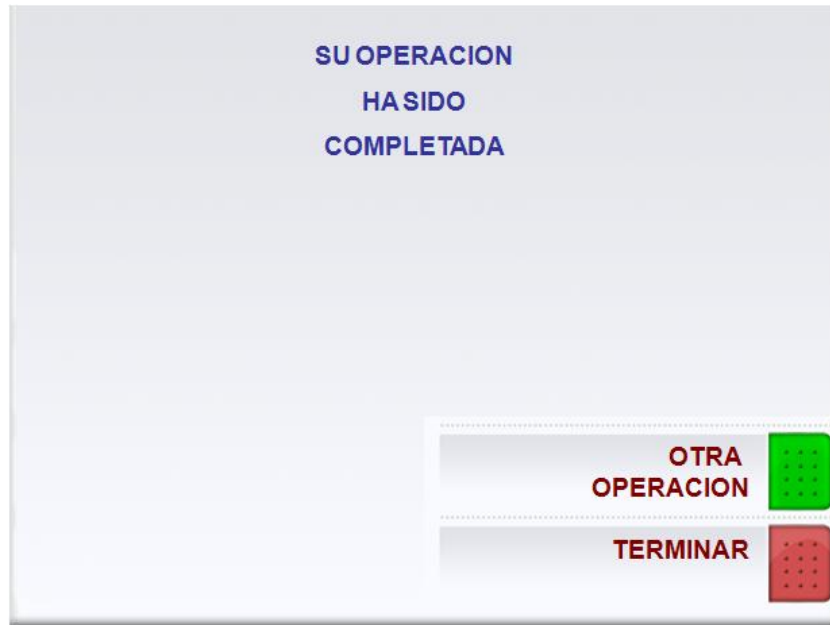 SU OPERACION
HA SIDO
COMPLETADA
OTRA
OPERACION
TERMINAR